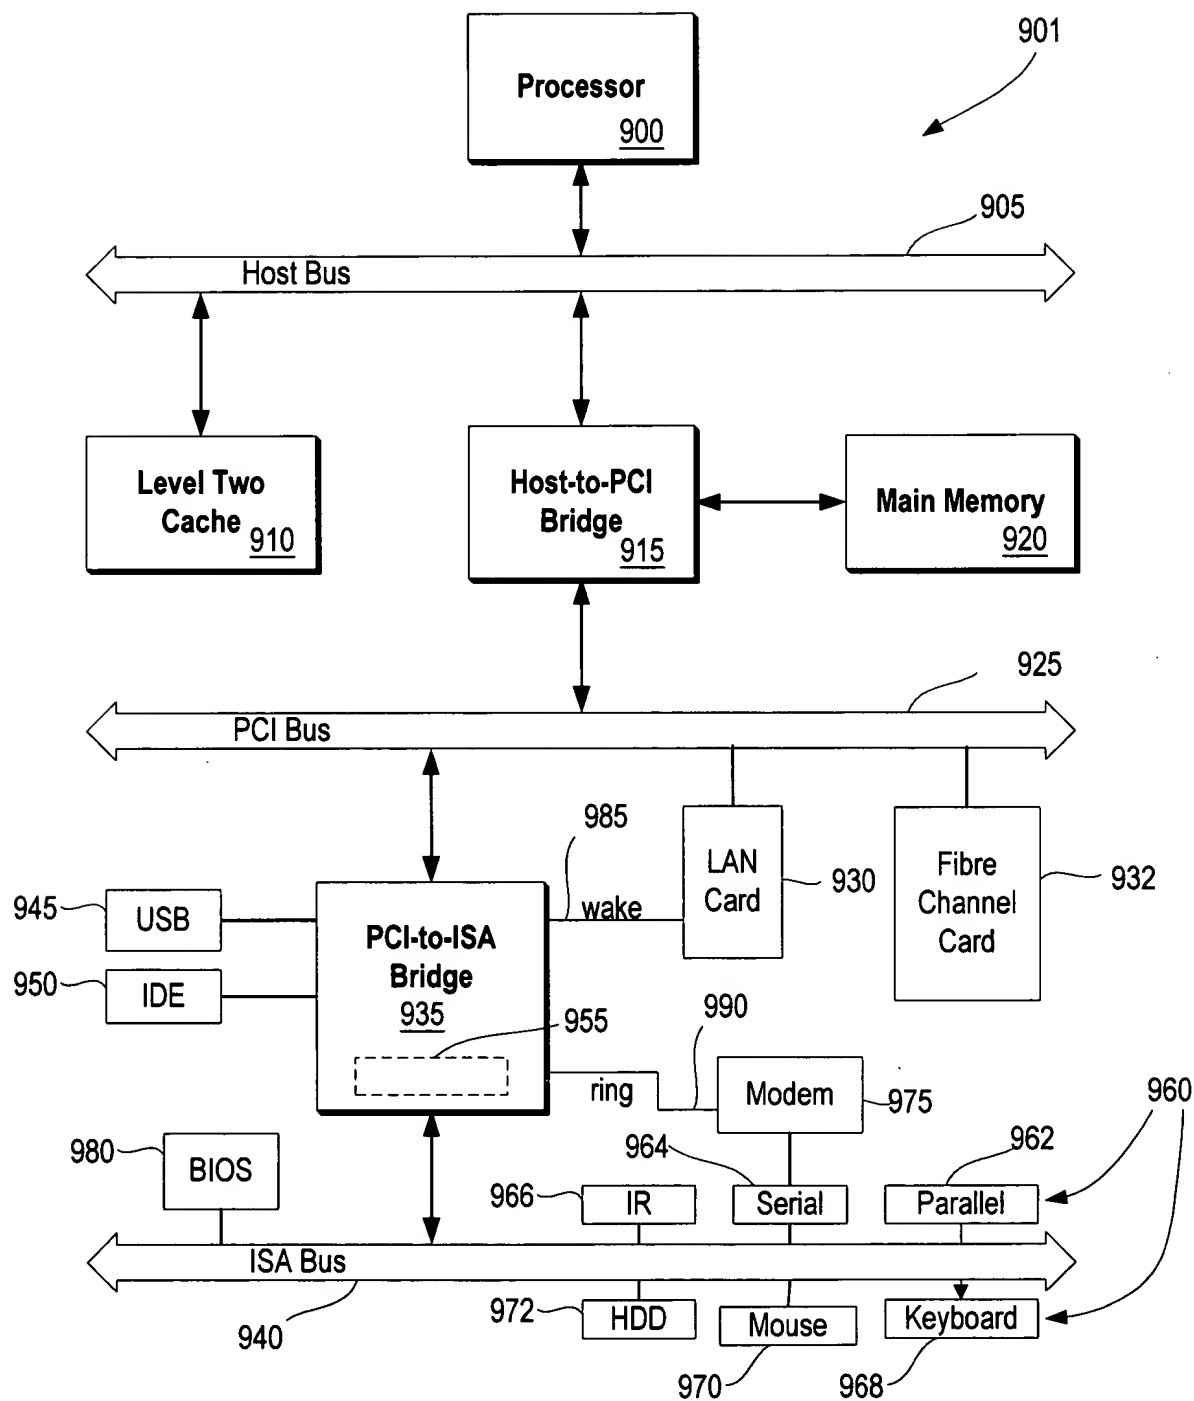 901
Processor
900
905
Host Bus
Level Two
Cache
910
Host-to-PCI
Bridge
915
Main Memory
920
925
PCI Bus
985
wake
LAN
Card
930
Fibre
Channel
Card
932
945
USB
950
IDE
PCI-to-ISA
Bridge
935
955
990
ring
Modem
975
960
980
BIOS
964
962
966
IR
Serial
Parallel
ISA Bus
940
972
HDD
Mouse
Keyboard
970
968